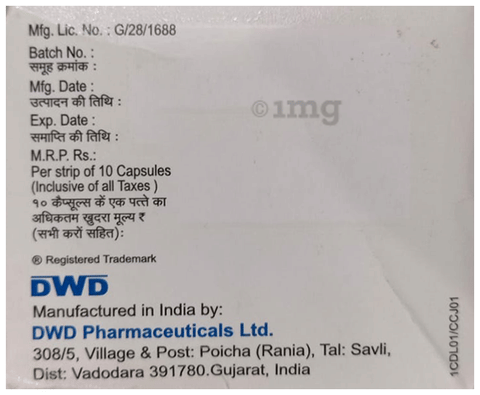 Mfg. Lic. No. : G/28/1688
Batch No. :
समूह क्रमांक :
Mfg. Date :
उत्पादन की तिथि :
Exp. Date :
समाप्ति की तिथि :
M.R.P. Rs.:
Per strip of 10 Capsules
(Inclusive of all Taxes )
१० कैप्सूल्स के एक पत्ते का
अधिकतम खुदरा मूल्य ₹
(सभी करों सहित):
® Registered Trademark
DWD
Manufactured in India by:
DWD Pharmaceuticals Ltd.
308/5, Village & Post: Poicha (Rania), Tal: Savli,
Dist: Vadodara 391780.Gujarat, India
1CDL01/CCJ01
©1mg